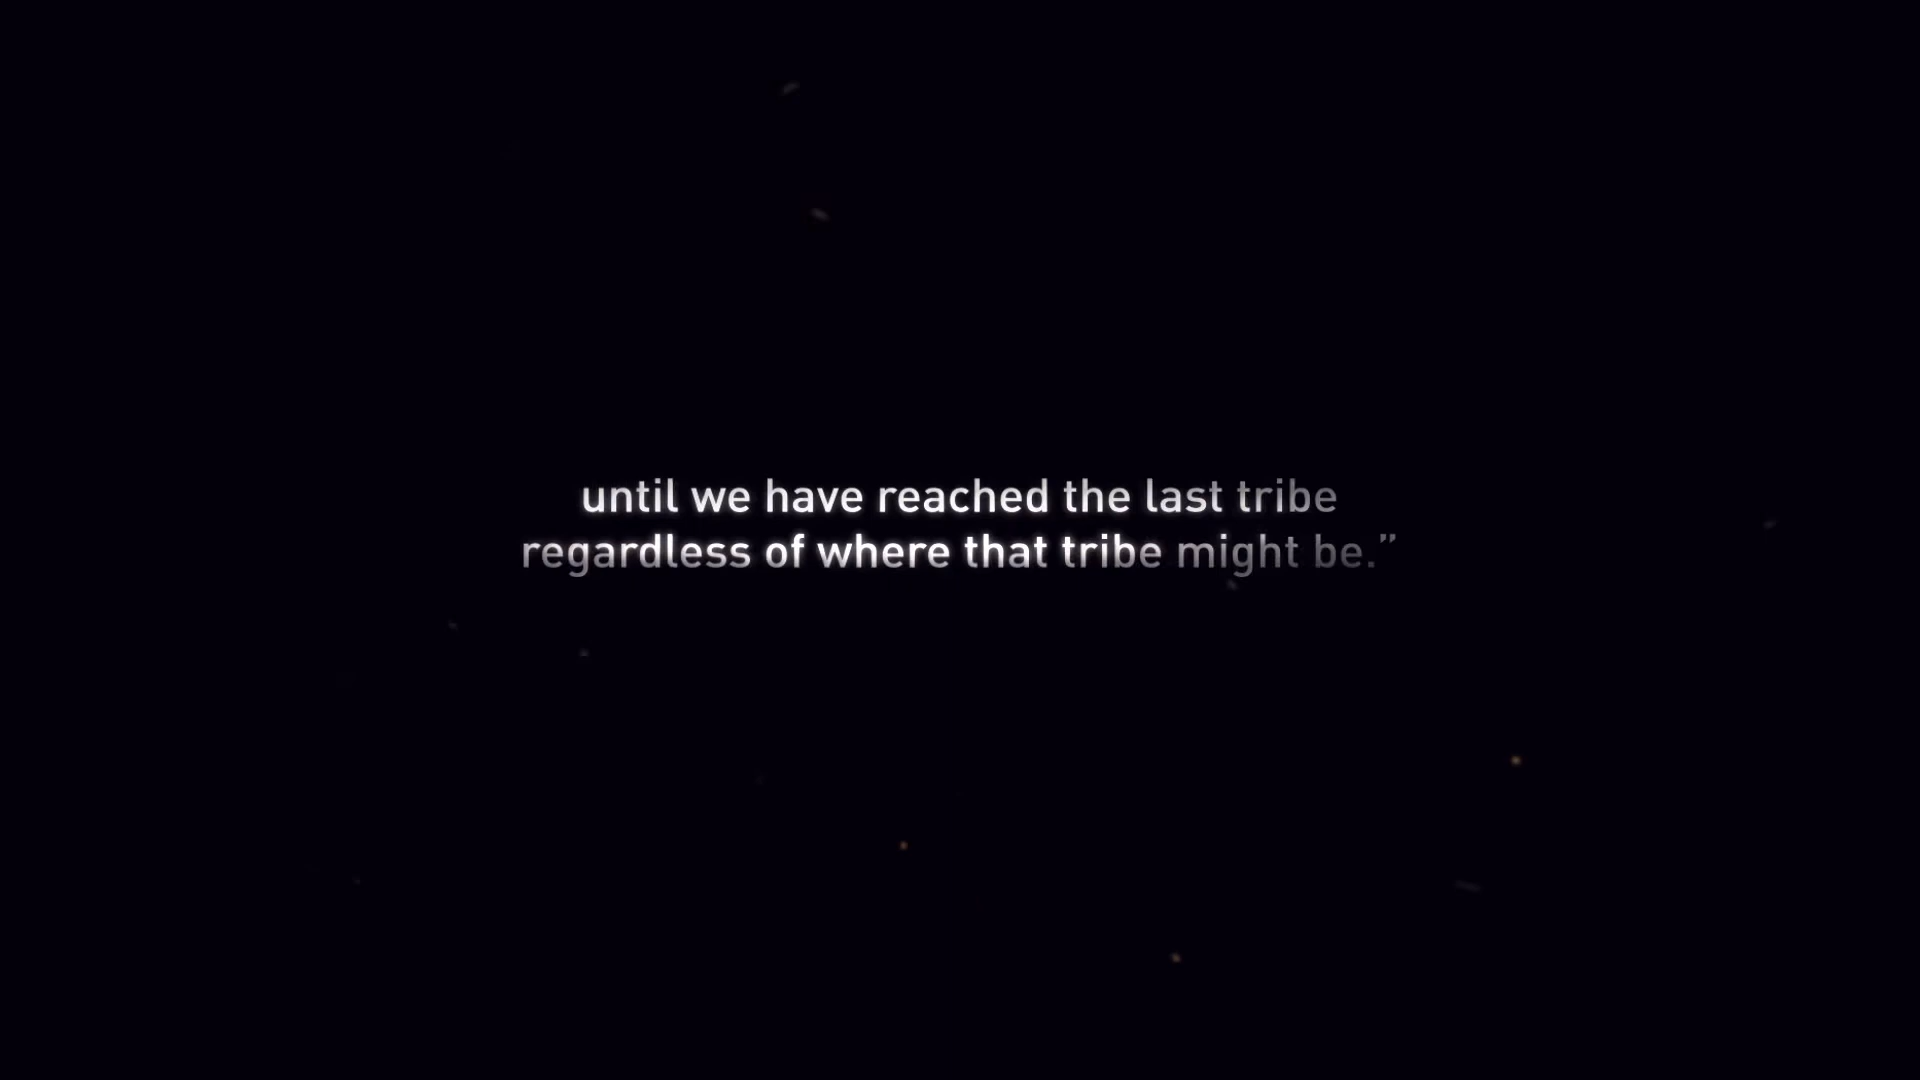 until we have reached the last tribe
regardless of where that tribe might be.”